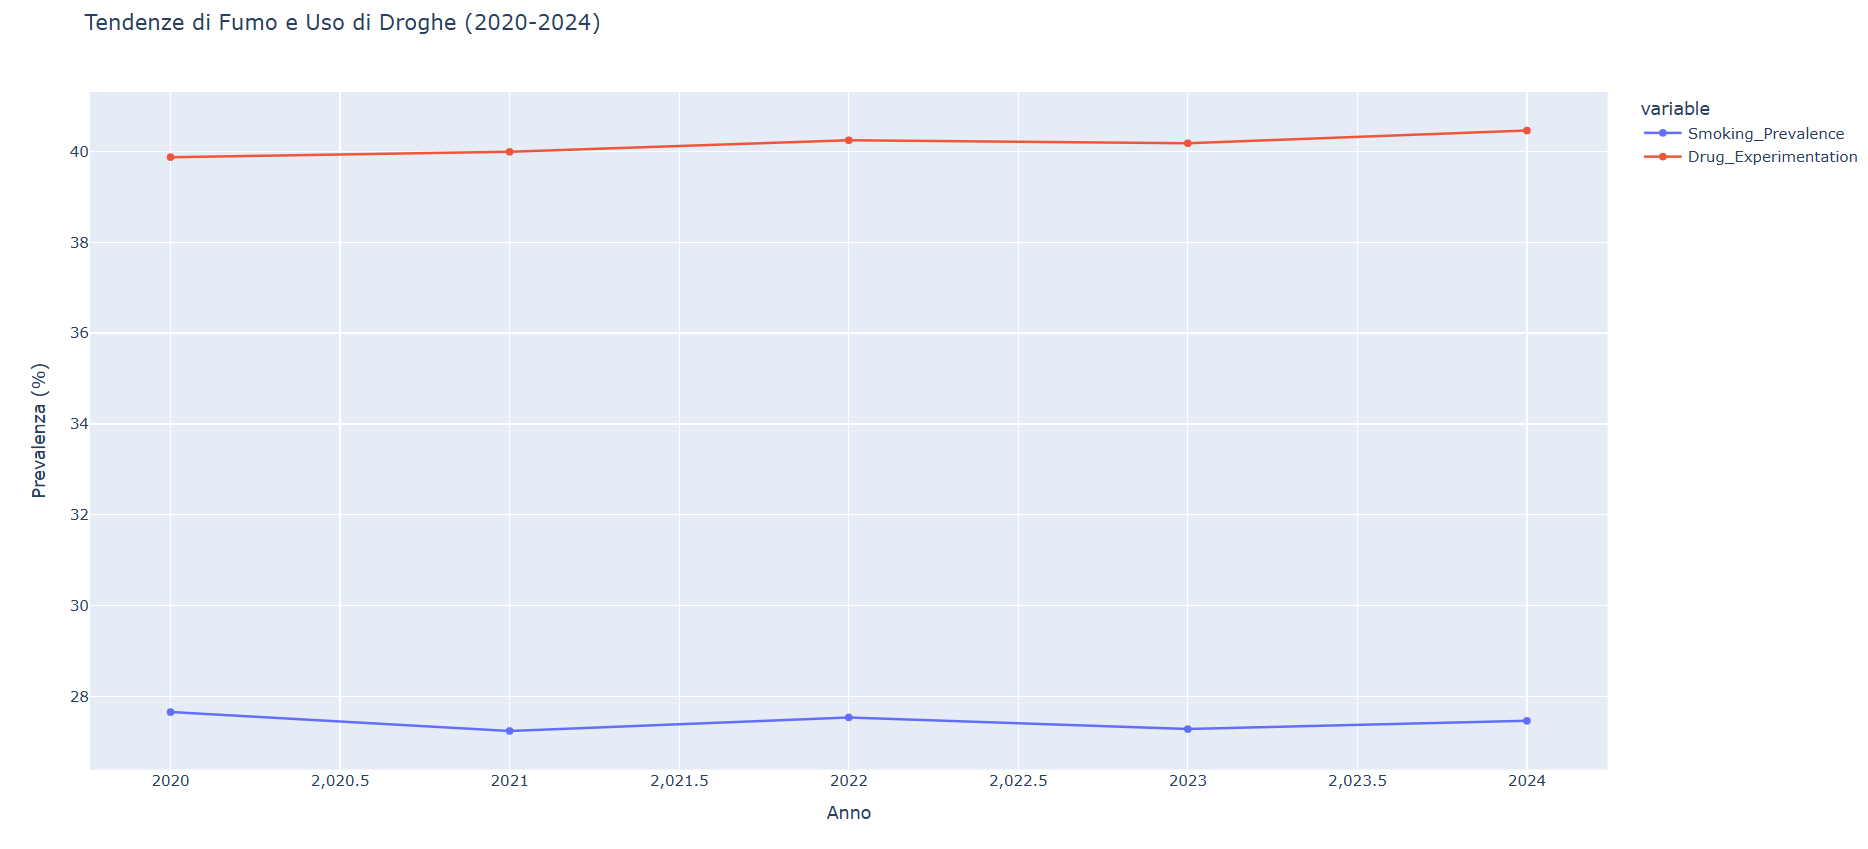 Tendenze di Fumo e Uso di Droghe (2020-2024)
variable
Smoking_Prevalence
Drug_Experimentation
Prevalenza (%)
40
38
36
34
32
30
28
2020 2,020.5 2021 2,021.5 2022 2,022.5 2023 2,023.5 2024
Anno